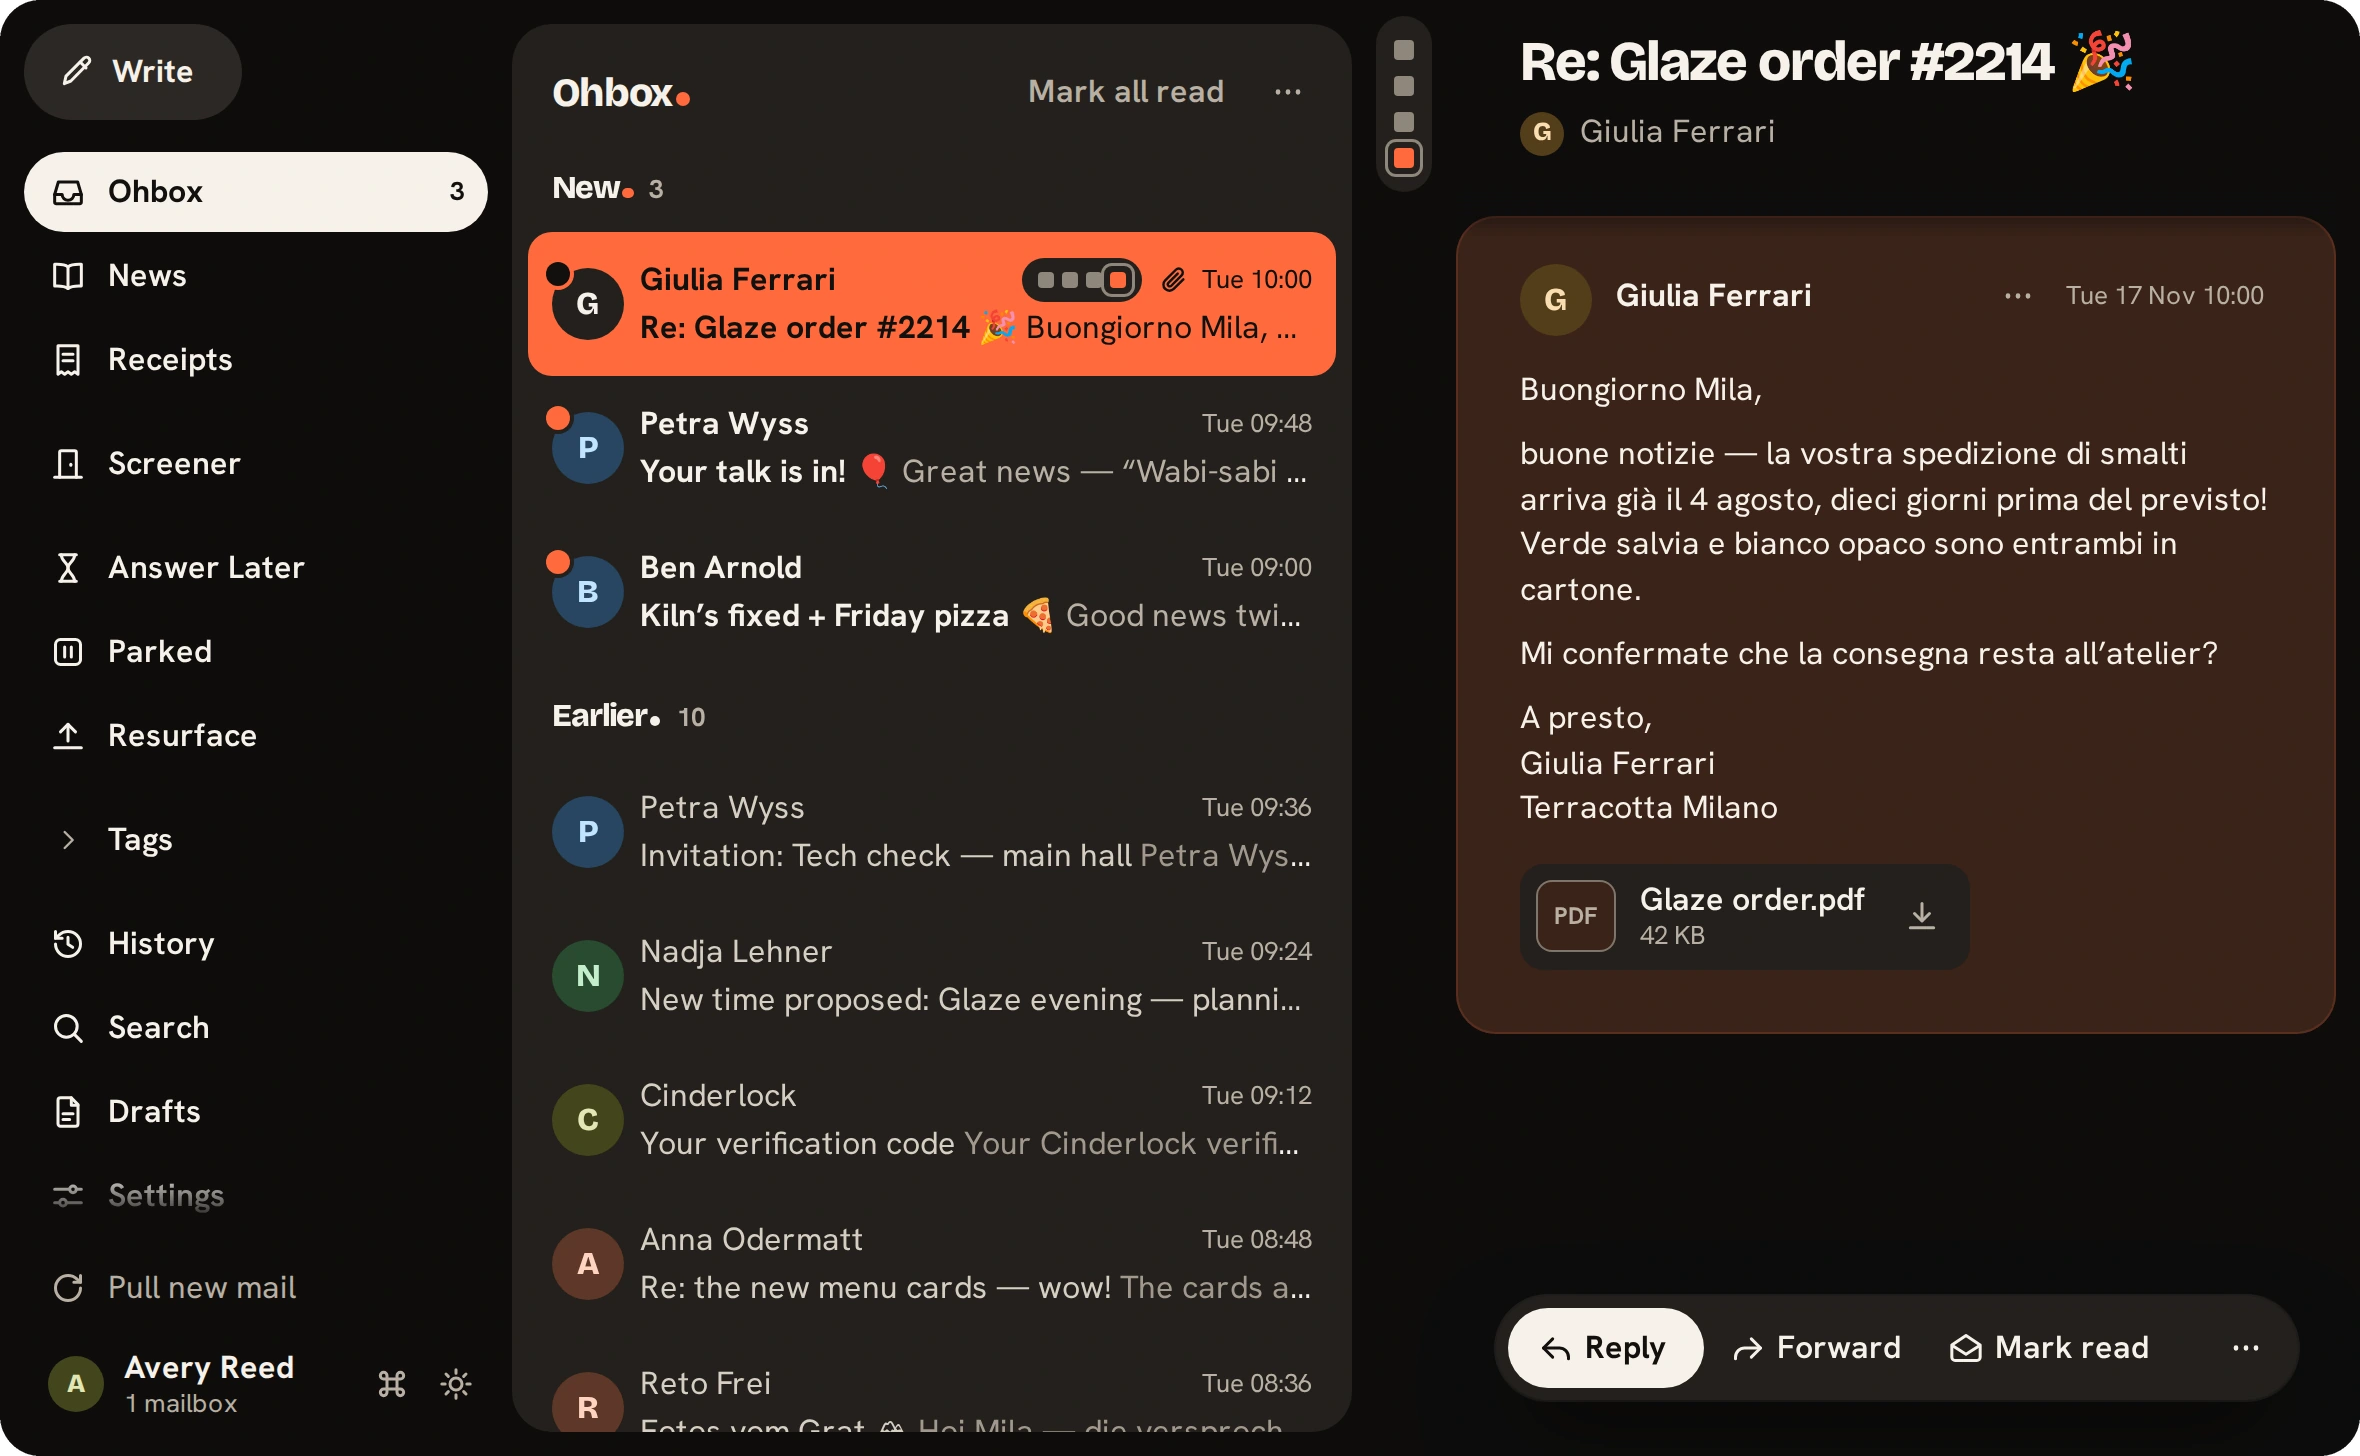 Write
Ohbox 3
News
Receipts
Screener
Answer Later
Parked
Resurface
Tags
History
Search
Drafts
Settings
Pull new mail
A Avery Reed
1 mailbox
Ohbox. Mark all read
New. 3
G Giulia Ferrari Tue 10:00
Re: Glaze order #2214 🎉 Buongiorno Mila, ...
P Petra Wyss Tue 09:48
Your talk is in! 🎈 Great news — “Wabi-sabi ...
B Ben Arnold Tue 09:00
Kiln’s fixed + Friday pizza 🍕 Good news twi...
Earlier. 10
P Petra Wyss Tue 09:36
Invitation: Tech check — main hall Petra Wys...
N Nadja Lehner Tue 09:24
New time proposed: Glaze evening — planni...
C Cinderlock Tue 09:12
Your verification code Your Cinderlock verifi...
A Anna Odermatt Tue 08:48
Re: the new menu cards — wow! The cards a...
R Reto Frei Tue 08:36
Fotos vom Grat Hoi Mila — die versproch...
Re: Glaze order #2214 🎉
G Giulia Ferrari
G Giulia Ferrari Tue 17 Nov 10:00
Buongiorno Mila,
buone notizie — la vostra spedizione di smalti
arriva già il 4 agosto, dieci giorni prima del previsto!
Verde salvia e bianco opaco sono entrambi in
cartone.
Mi confermate che la consegna resta all’atelier?
A presto,
Giulia Ferrari
Terracotta Milano
PDF Glaze order.pdf
42 KB
Reply Forward Mark read